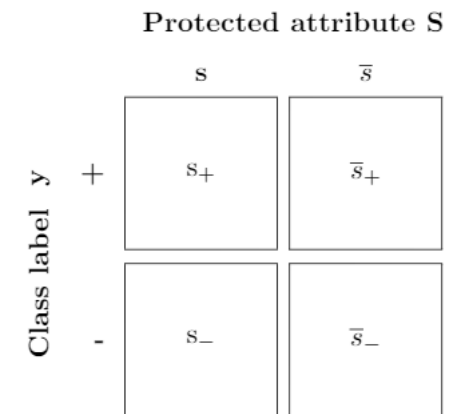 Protected attribute S
s s̅
Class label y
+ s₊ s̅₊
- s₋ s̅₋